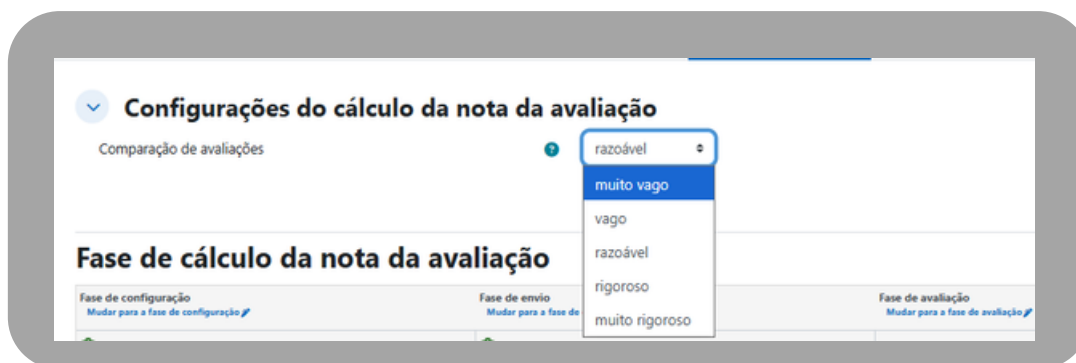 Configurações do cálculo da nota da avaliação
Comparação de avaliações
razoável
muito vago
vago
razoável
rigoroso
muito rigoroso
Fase de cálculo da nota da avaliação
Fase de configuração
Mudar para a fase de configuração
Fase de envio
Mudar para a fase de
Fase de avaliação
Mudar para a fase de avaliação